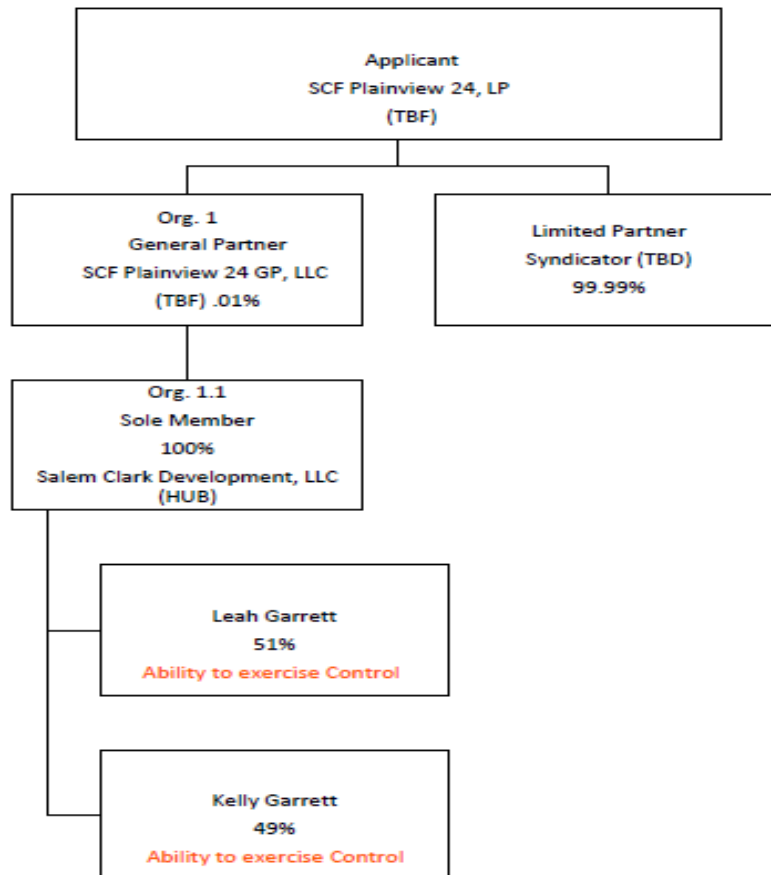 Applicant
SCF Plainview 24, LP
(TBF)
Org. 1
General Partner
SCF Plainview 24 GP, LLC
(TBF) .01%
Limited Partner
Syndicator (TBD)
99.99%
Org. 1.1
Sole Member
100%
Salem Clark Development, LLC
(HUB)
Leah Garrett
51%
Ability to exercise Control
Kelly Garrett
49%
Ability to exercise Control